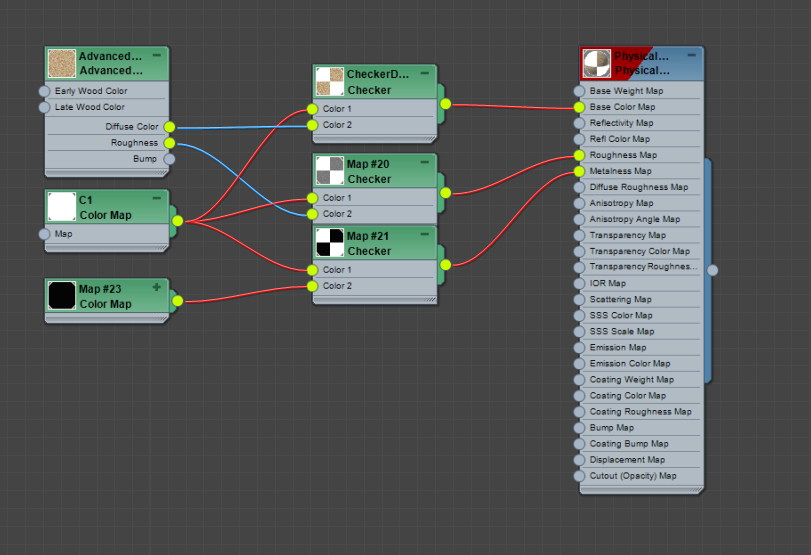 Advanced...
Advanced...
Early Wood Color
Late Wood Color
Diffuse Color
Roughness
Bump
C1
Color Map
Map
Map #23
Color Map
CheckerD...
Checker
Color 1
Color 2
Map #20
Checker
Color 1
Color 2
Map #21
Checker
Color 1
Color 2
Physical...
Physical...
Base Weight Map
Base Color Map
Reflectivity Map
Refl Color Map
Roughness Map
Metalness Map
Diffuse Roughness Map
Anisotropy Map
Anisotropy Angle Map
Transparency Map
Transparency Color Map
Transparency Roughnes...
IOR Map
Scattering Map
SSS Color Map
SSS Scale Map
Emission Map
Emission Color Map
Coating Weight Map
Coating Color Map
Coating Roughness Map
Bump Map
Coating Bump Map
Displacement Map
Cutout (Opacity) Map